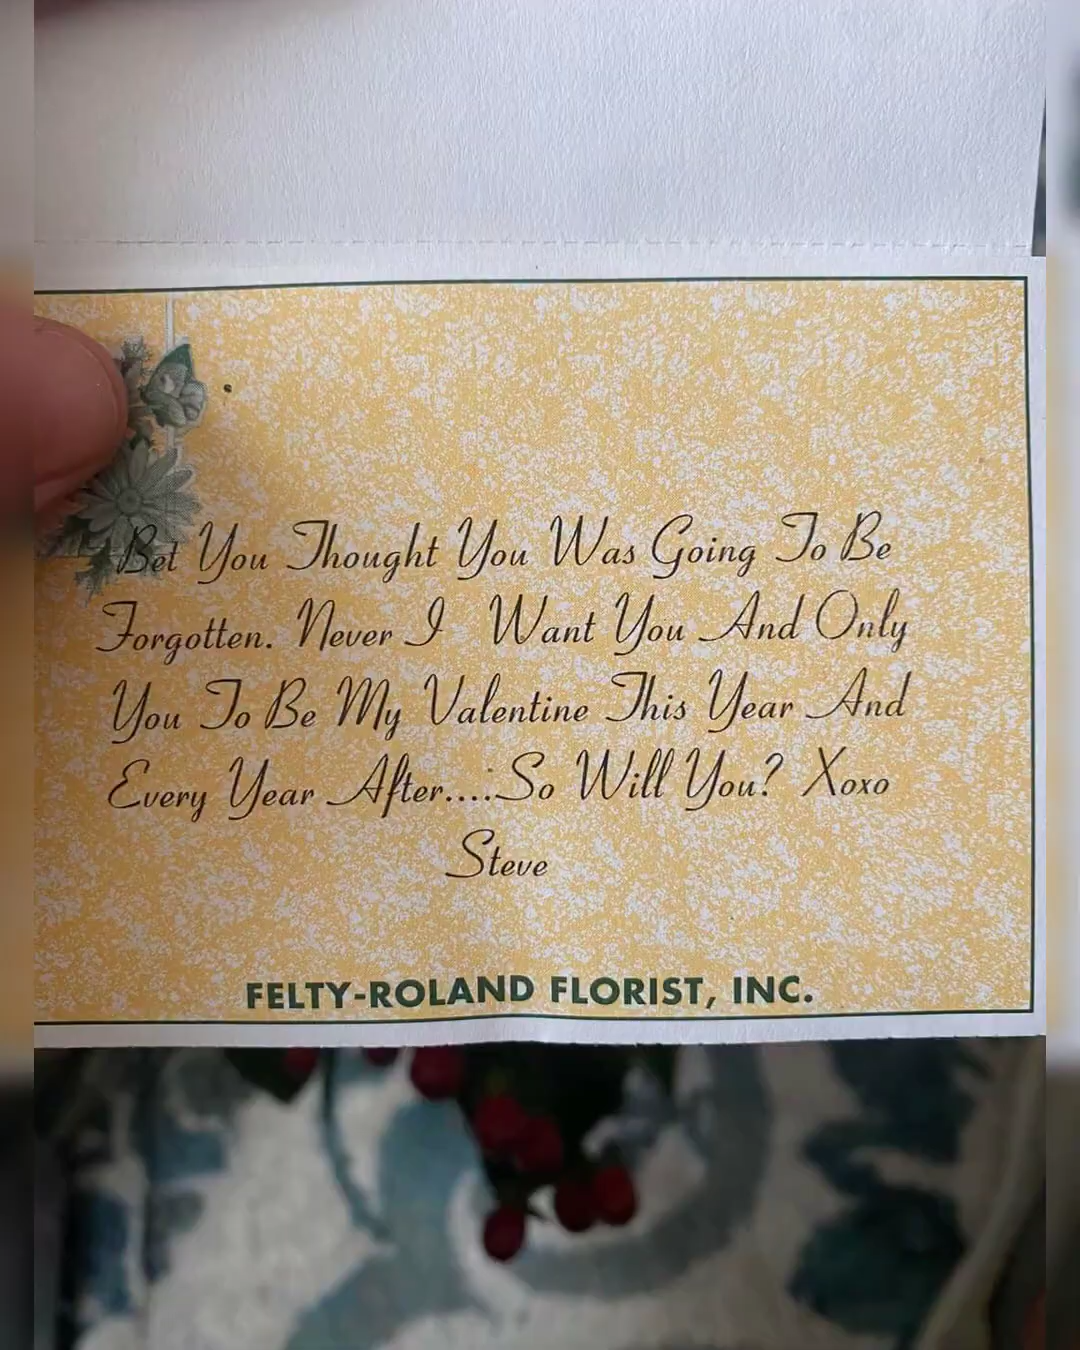 Bet You Thought You Was Going To Be
Forgotten. Never I Want You And Only
You To Be My Valentine This Year And
Every Year After....:So Will You? Xoxo
Steve
FELTY-ROLAND FLORIST, INC.